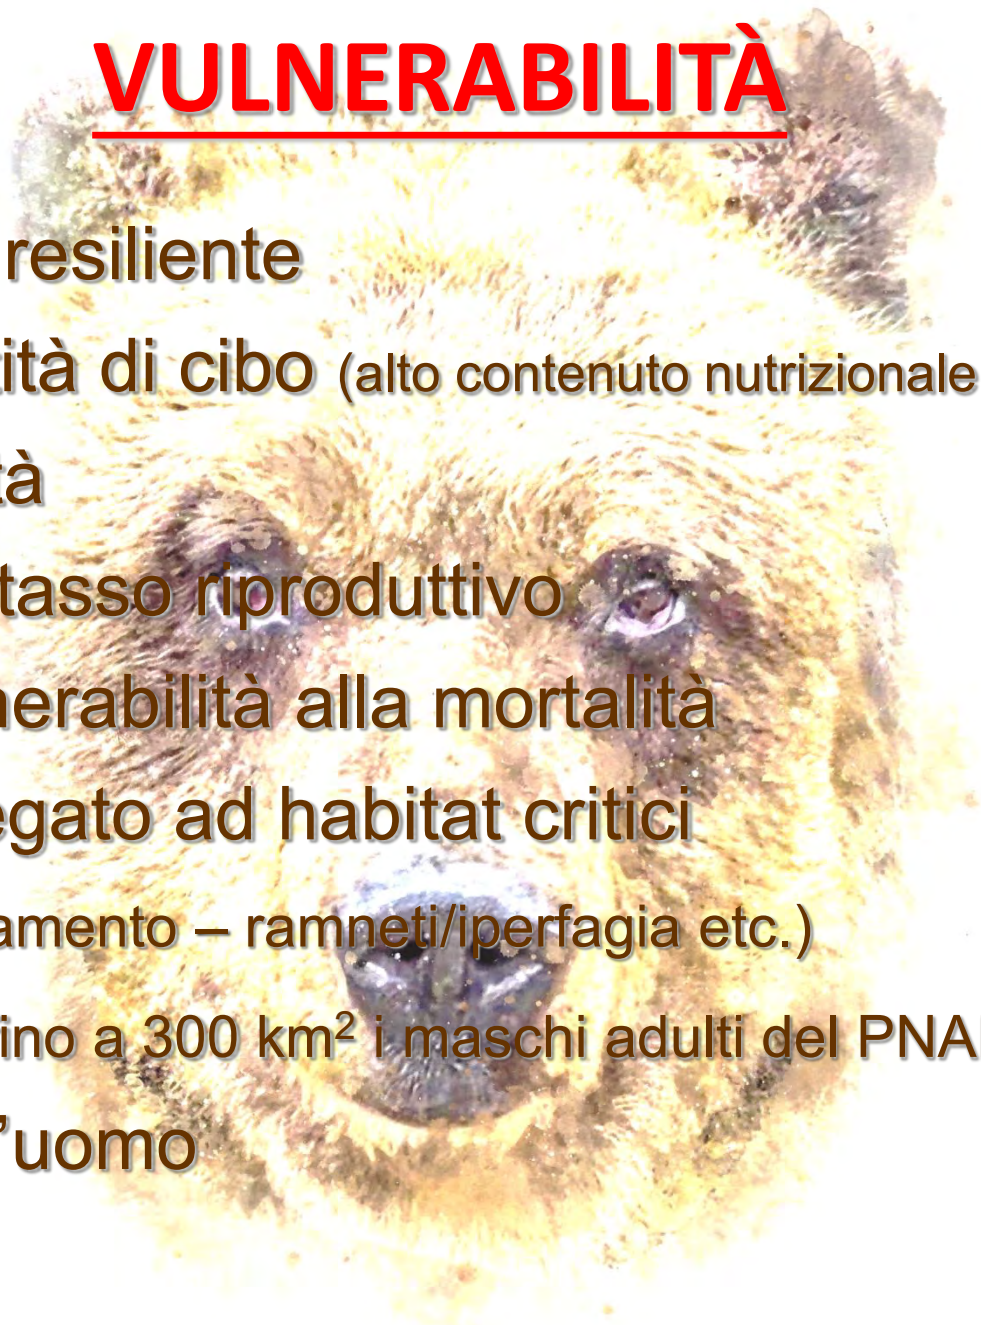 VULNERABILITÀ
resiliente
ità di cibo (alto contenuto nutrizionale
tà
tasso riproduttivo
nerabilità alla mortalità
egato ad habitat critici
amento – ramneti/iperfagia etc.)
ino a 300 km² i maschi adulti del PNA
'uomo